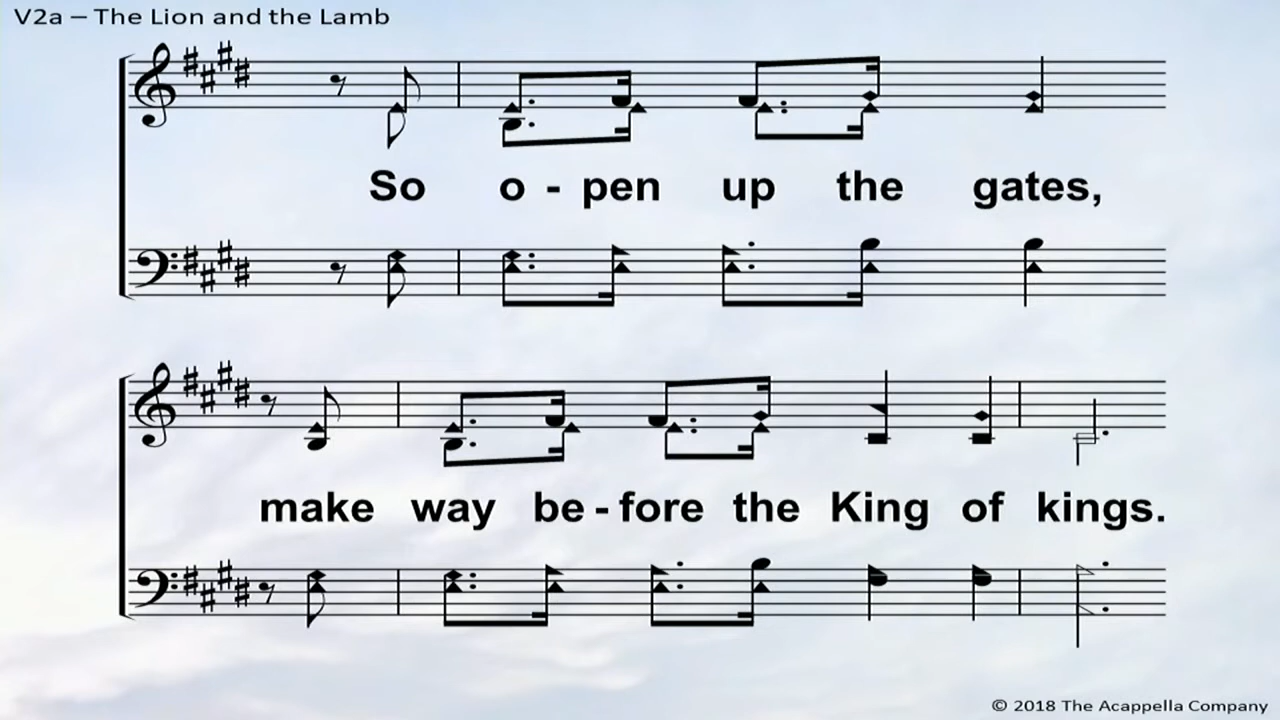 V2a – The Lion and the Lamb
So o - pen up the gates,
make way be - fore the King of kings.
© 2018 The Acappella Company